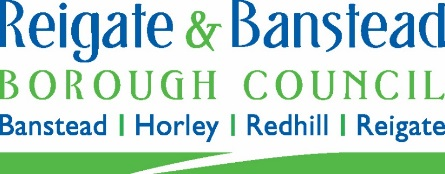 Reigate & Banstead
BOROUGH COUNCIL
Banstead | Horley | Redhill | Reigate